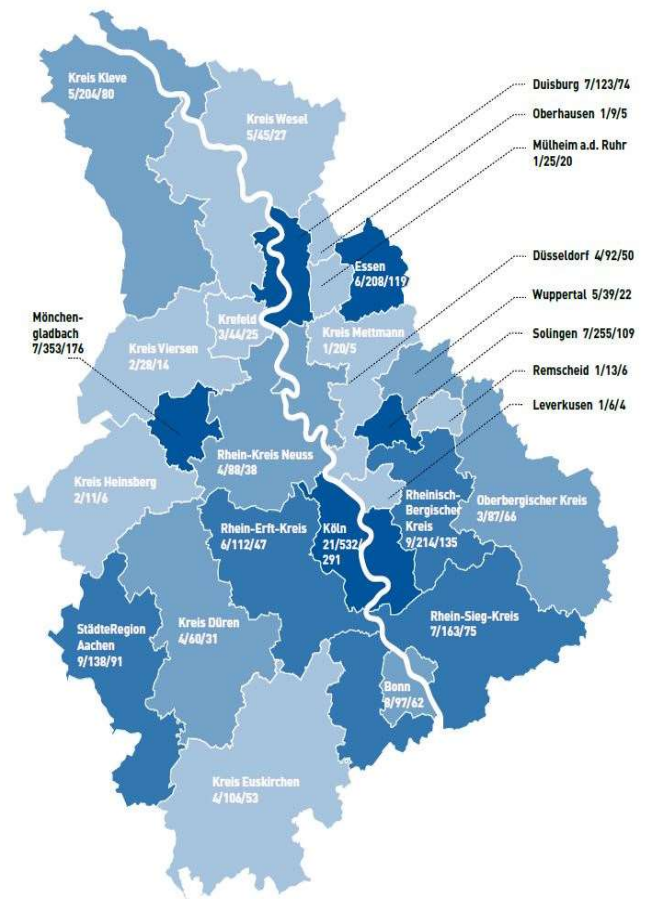 Kreis Kleve
5/204/80
Kreis Wesel
5/45/27
Duisburg 7/123/74
Oberhausen 1/9/5
Mülheim a.d. Ruhr
1/25/20
Essen
6/208/119
Düsseldorf 4/92/50
Wuppertal 5/39/22
Solingen 7/255/109
Remscheid 1/13/6
Leverkusen 1/6/4
Mönchen-
gladbach
7/353/176
Krefeld
3/44/25
Kreis Mettmann
1/20/5
Kreis Viersen
2/28/14
Rhein-Kreis Neuss
4/88/38
Kreis Heinsberg
2/11/6
Rheinisch-
Bergischer
Kreis
9/214/135
Oberbergischer Kreis
3/87/66
Rhein-Erft-Kreis
6/112/47
Köln
21/532/
291
Kreis Düren
4/60/31
StädteRegion
Aachen
9/138/91
Rhein-Sieg-Kreis
7/163/75
Bonn
8/97/62
Kreis Euskirchen
4/106/53